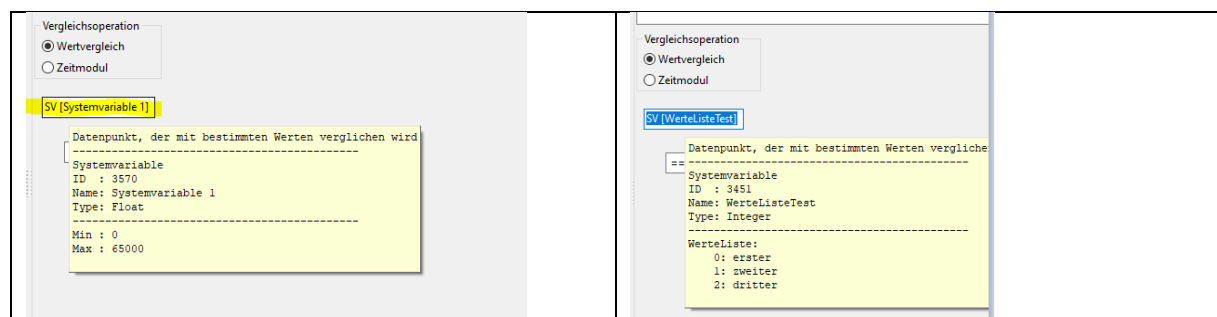 Vergleichsoperation
Wertvergleich
Zeitmodul
SV [Systemvariable 1]
Datenpunkt, der mit bestimmten Werten verglichen wird
--------------------------------------------
Systemvariable
ID  : 3570
Name: Systemvariable 1
Type: Float
--------------------------------------------
Min : 0
Max : 65000
Vergleichsoperation
Wertvergleich
Zeitmodul
SV [WerteListeTest]
==
Datenpunkt, der mit bestimmten Werten vergliche
-------------------------------------------
Systemvariable
ID  : 3451
Name: WerteListeTest
Type: Integer
-------------------------------------------
WerteListe:
0: erster
1: zweiter
2: dritter